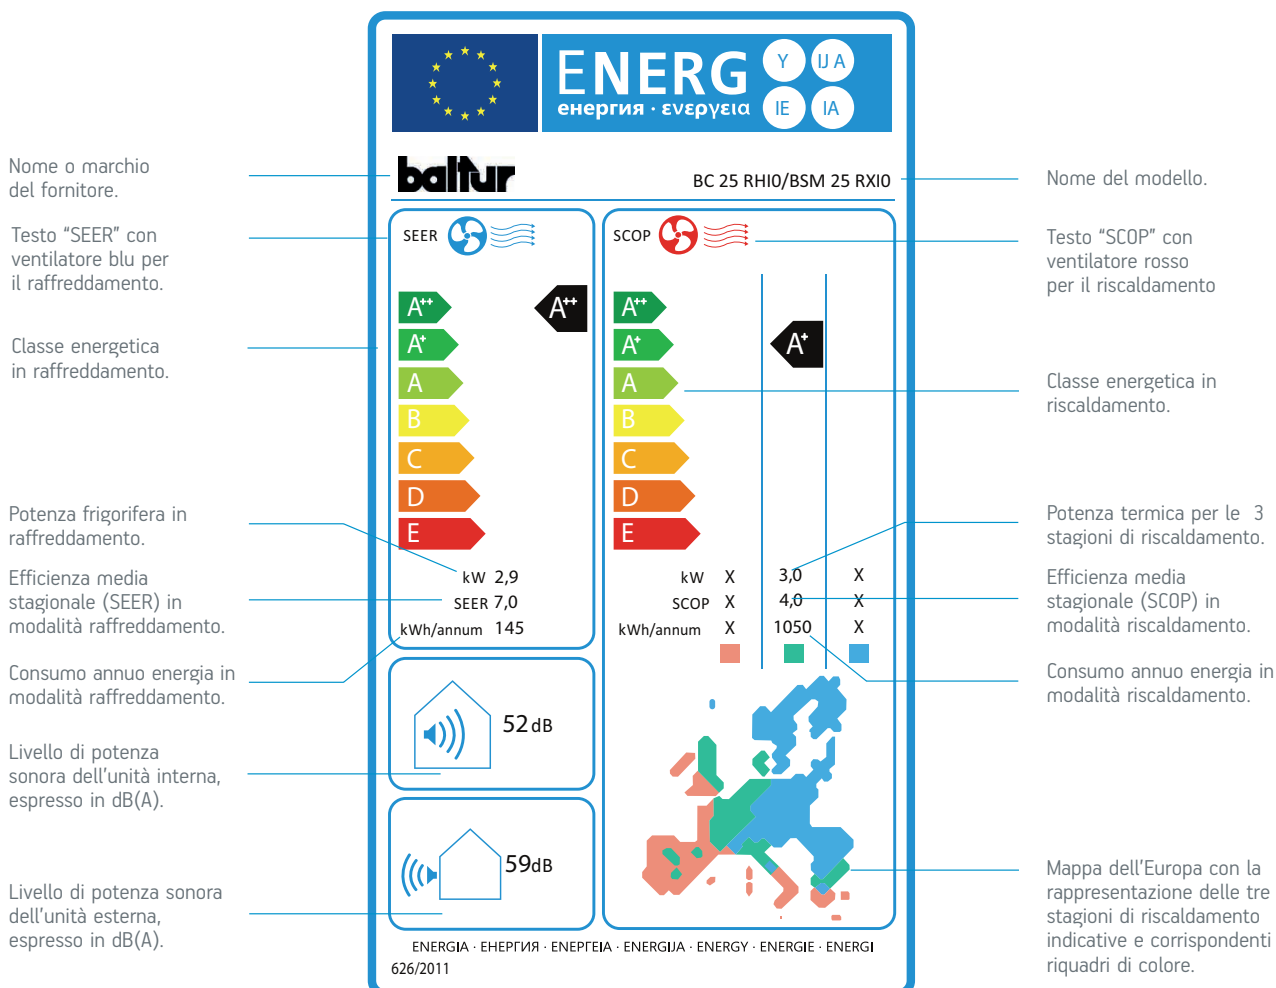 ENERG
енергия · ενεργεια
Y
IJA
IE
IA
Nome o marchio
del fornitore.
baltur
BC 25 RHI0/BSM 25 RXI0
Nome del modello.
Testo “SEER” con
ventilatore blu per
il raffreddamento.
SEER
SCOP
Testo “SCOP” con
ventilatore rosso
per il riscaldamento
Classe energetica
in raffreddamento.
A++
A+
A
B
C
D
E
A++
A++
A+
A
B
C
D
E
A+
Classe energetica in
riscaldamento.
Potenza frigorifera in
raffreddamento.
Efficienza media
stagionale (SEER) in
modalità raffreddamento.
Consumo annuo energia in
modalità raffreddamento.
kW 2,9
SEER 7,0
kWh/annum 145
kW X 3,0 X
SCOP X 4,0 X
kWh/annum X 1050 X
Potenza termica per le 3
stagioni di riscaldamento.
Efficienza media
stagionale (SCOP) in
modalità riscaldamento.
Consumo annuo energia in
modalità riscaldamento.
Livello di potenza
sonora dell'unità interna,
espresso in dB(A).
52 dB
Livello di potenza sonora
dell'unità esterna,
espresso in dB(A).
59dB
Mappa dell'Europa con la
rappresentazione delle tre
stagioni di riscaldamento
indicative e corrispondenti
riquadri di colore.
ENERGIA · ЕНЕРГИЯ · ΕΝΕΡΓΕΙΑ · ENERGIJA · ENERGY · ENERGIE · ENERGI
626/2011